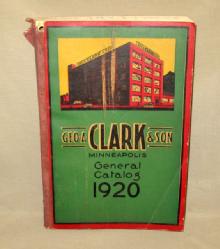 GEO. A. CLARK & SON
MINNEAPOLIS
General
Catalog
1920